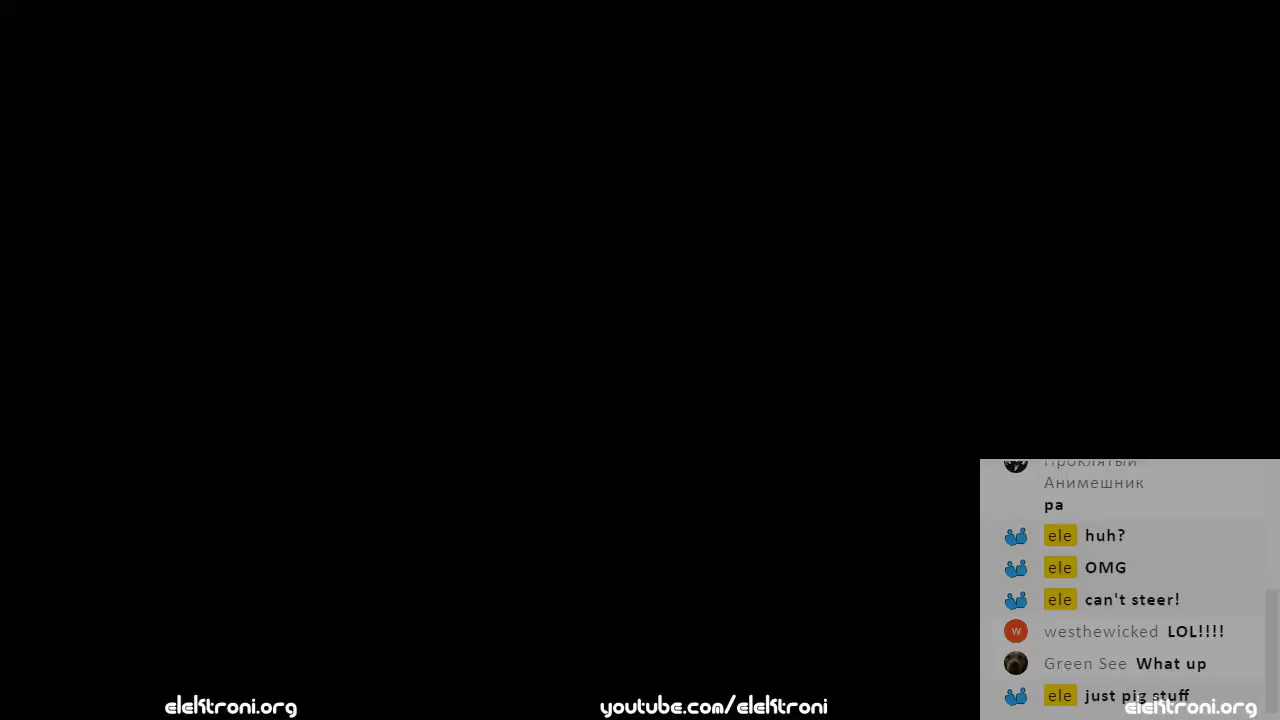 Проклятый
Анимешник
pa
ele huh?
ele OMG
ele can't steer!
W westhewicked LOL!!!!
Green See What up
ele just pig stuff
elektroni.org youtube.com/elektroni elektroni.org